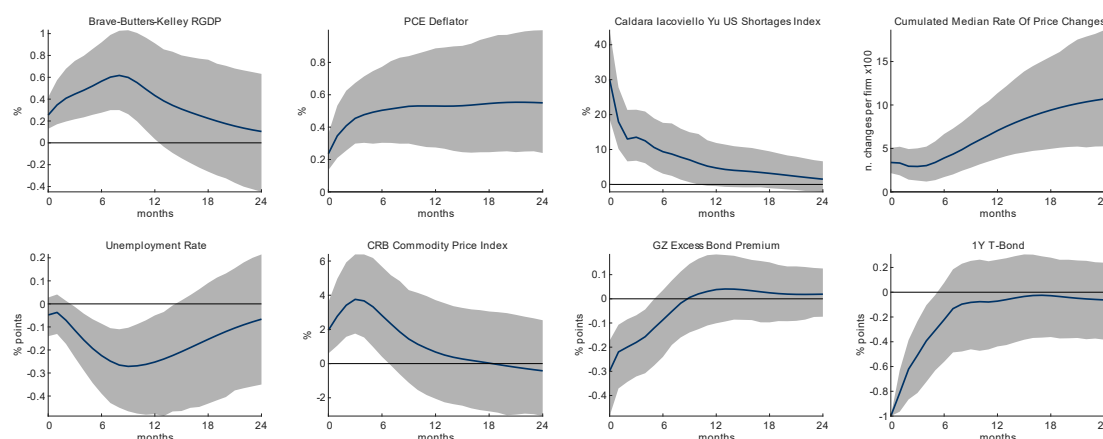 Brave-Butters-Kelley RGDP
PCE Deflator
Caldara Iacoviello Yu US Shortages Index
Cumulated Median Rate Of Price Changes
1
0.8
0.6
0.4
0.2
0
-0.2
-0.4
%
0 6 12 18 24
months
0.8
0.6
0.4
0.2
0
%
0 6 12 18 24
months
40
30
20
10
0
%
0 6 12 18 24
months
15
10
5
0
n. changes per firm x100
0 6 12 18 2
months
Unemployment Rate
CRB Commodity Price Index
GZ Excess Bond Premium
1Y T-Bond
0.2
0.1
0
-0.1
-0.2
-0.3
-0.4
% points
0 6 12 18 24
months
6
4
2
0
-2
%
0 6 12 18 24
months
0.1
0
-0.1
-0.2
-0.3
-0.4
% points
0 6 12 18 24
months
0.2
0
-0.2
-0.4
-0.6
-0.8
-1
% points
0 6 12 18 2
months